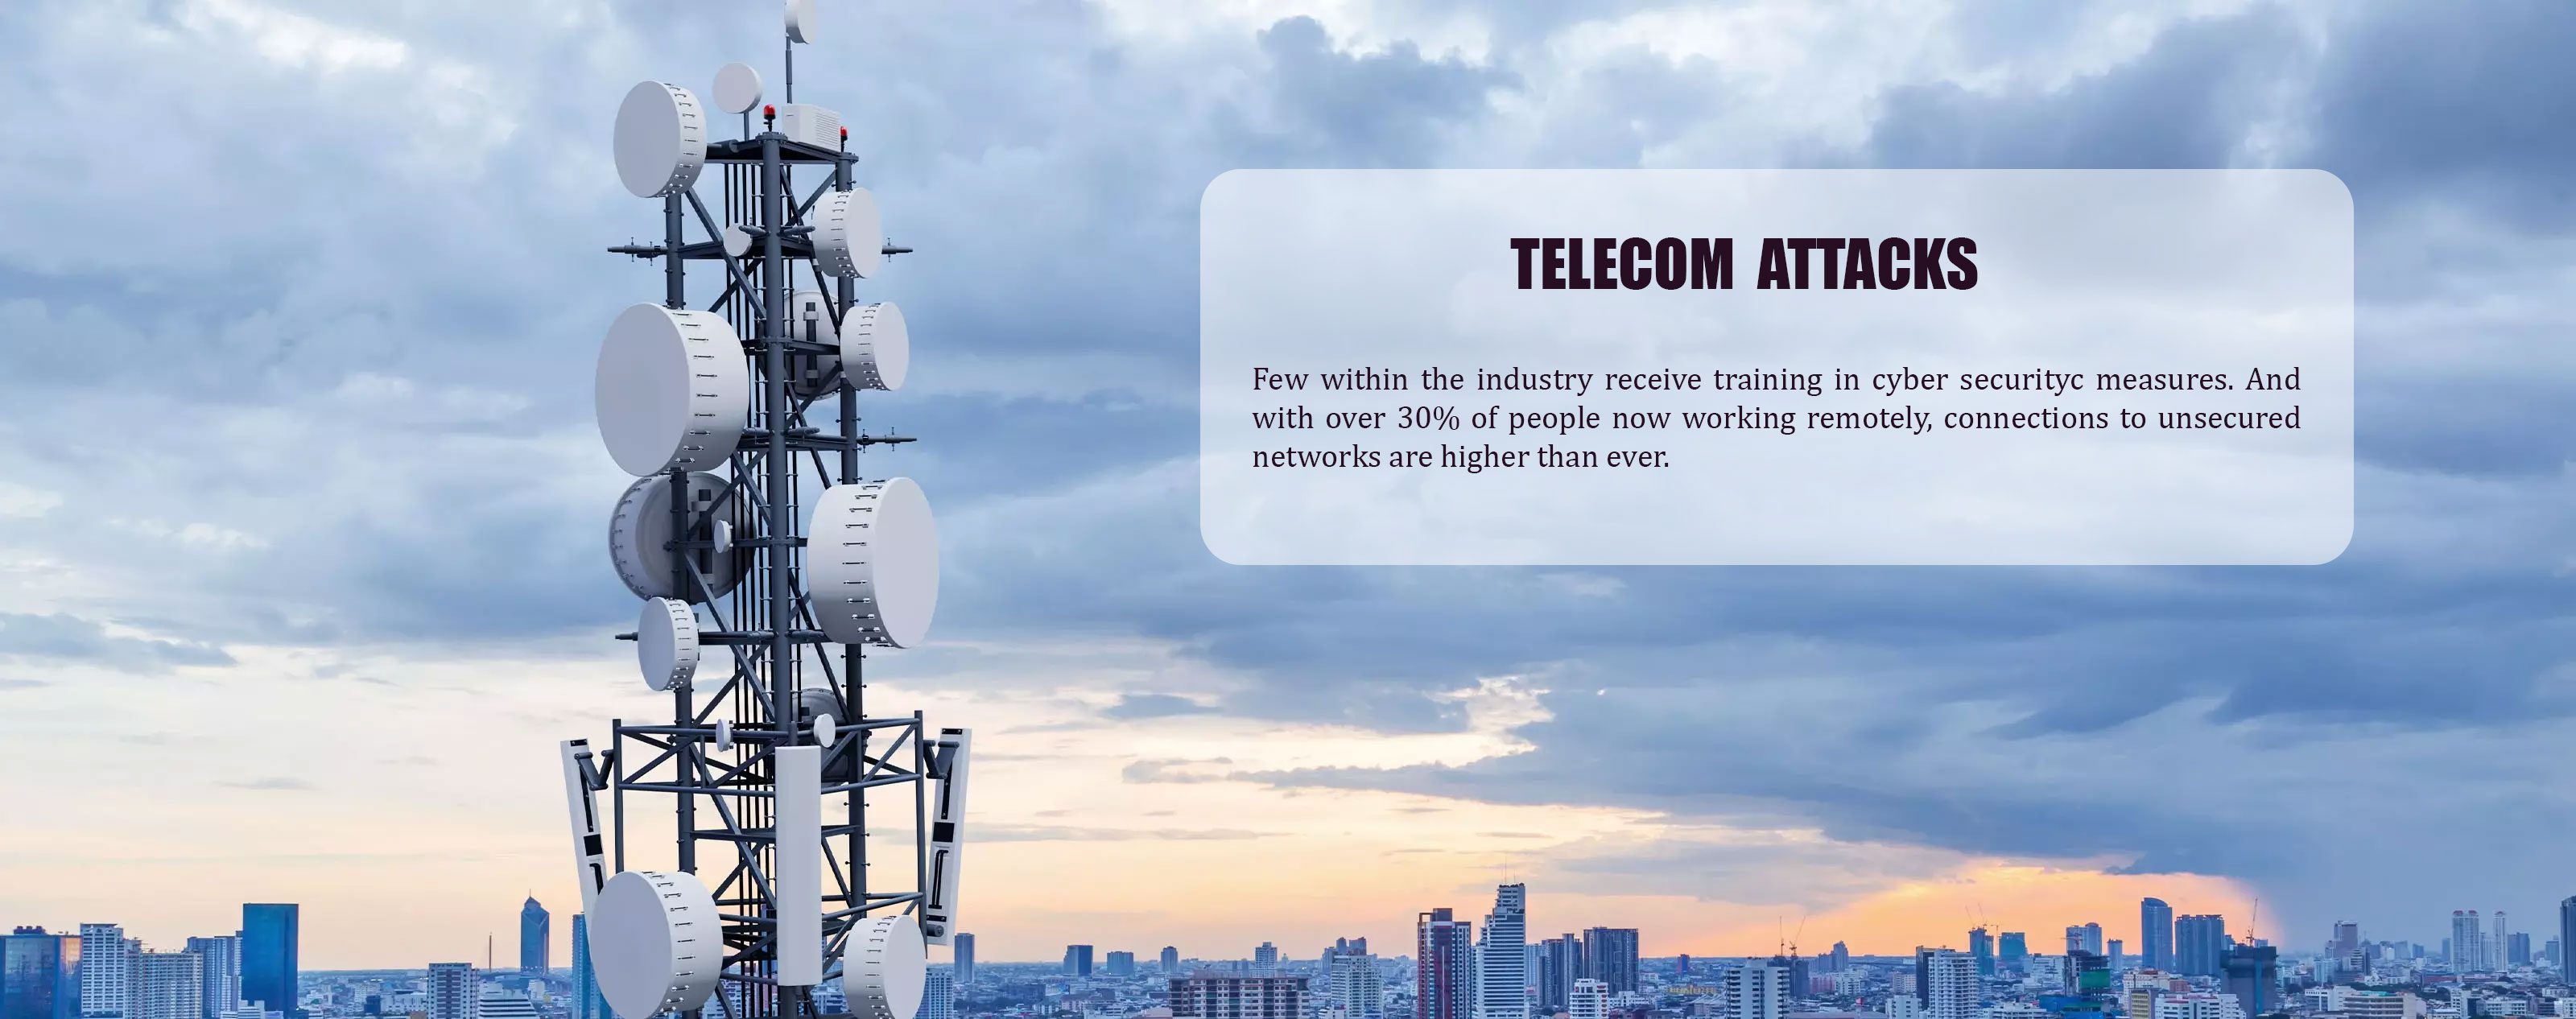 TELECOM ATTACKS
Few within the industry receive training in cyber securityc measures. And
with over 30% of people now working remotely, connections to unsecured
networks are higher than ever.